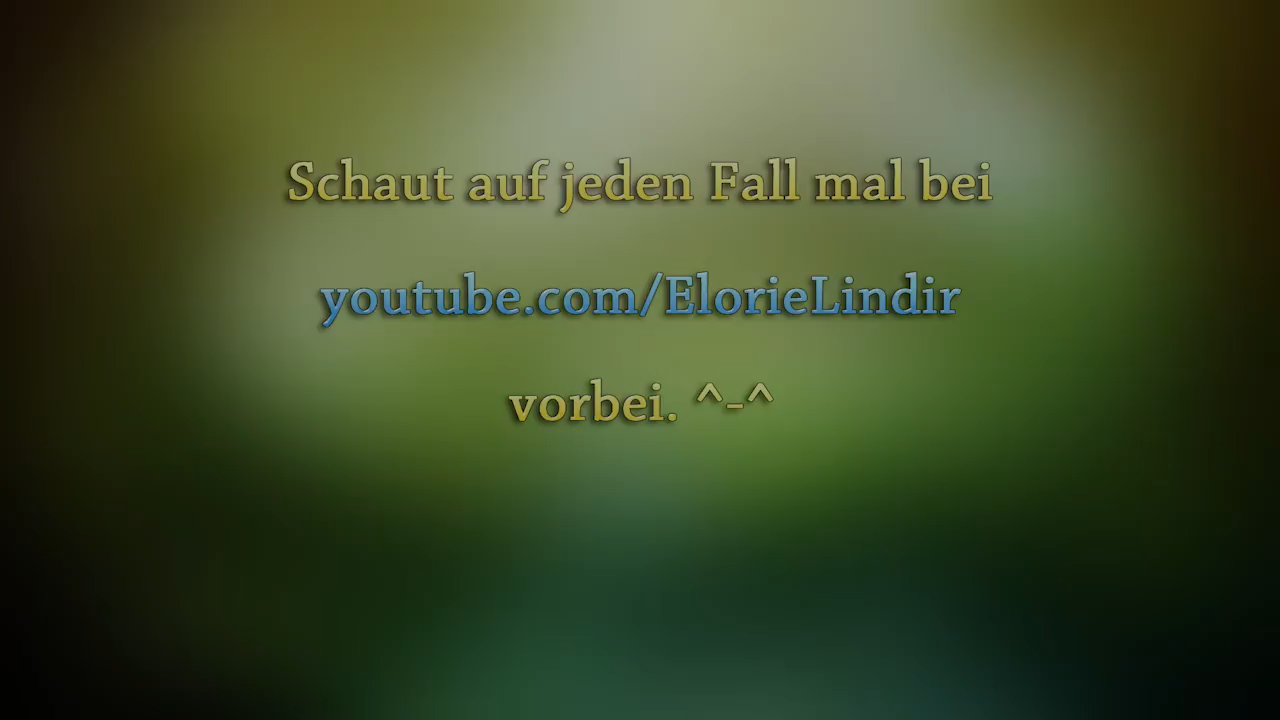 Schaut auf jeden Fall mal bei
youtube.com/ElorieLindir
vorbei. ^-^